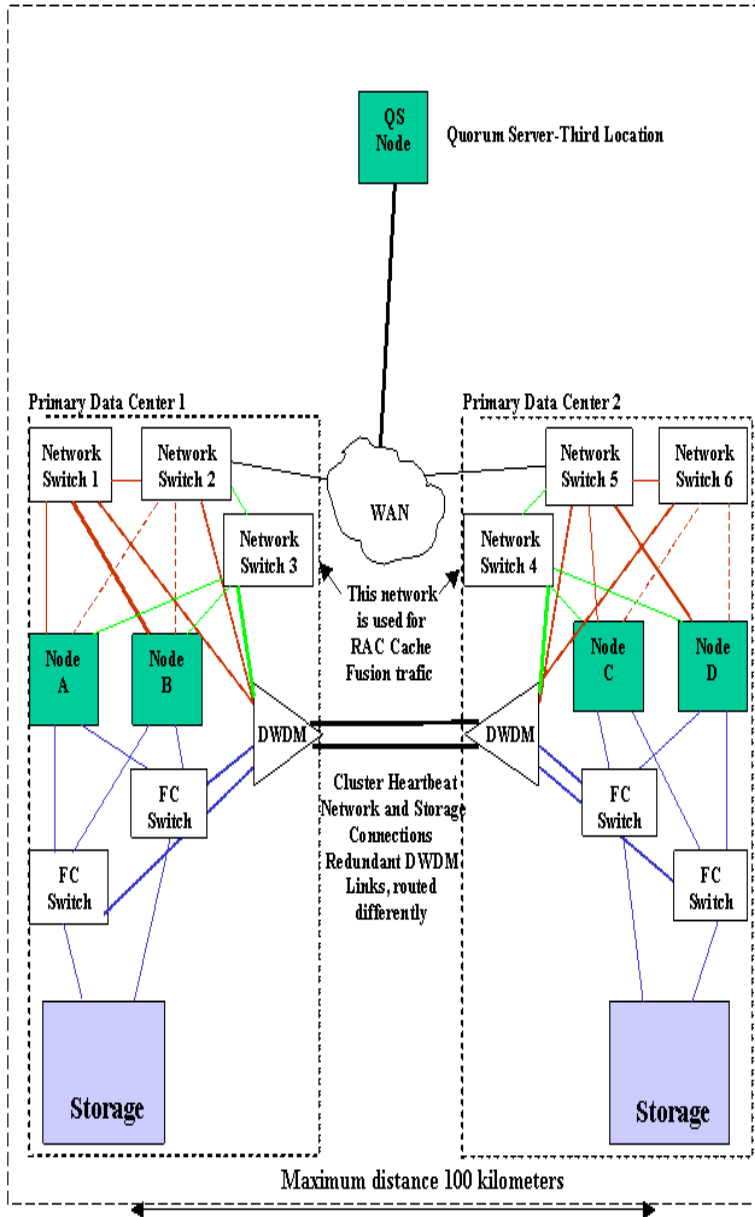 QS
Node
Quorum Server-Third Location
Primary Data Center 1
Primary Data Center 2
Network
Switch 1
Network
Switch 2
Network
Switch 3
WAN
Network
Switch 5
Network
Switch 6
Network
Switch 4
This network
is used for
RAC Cache
Fusion trafic
Node
A
Node
B
Node
C
Node
D
DWDM
DWDM
FC
Switch
FC
Switch
Cluster Heartbeat
Network and Storage
Connections
Redundant DWDM
Links, routed
differently
FC
Switch
FC
Switch
Storage
Storage
Maximum distance 100 kilometers